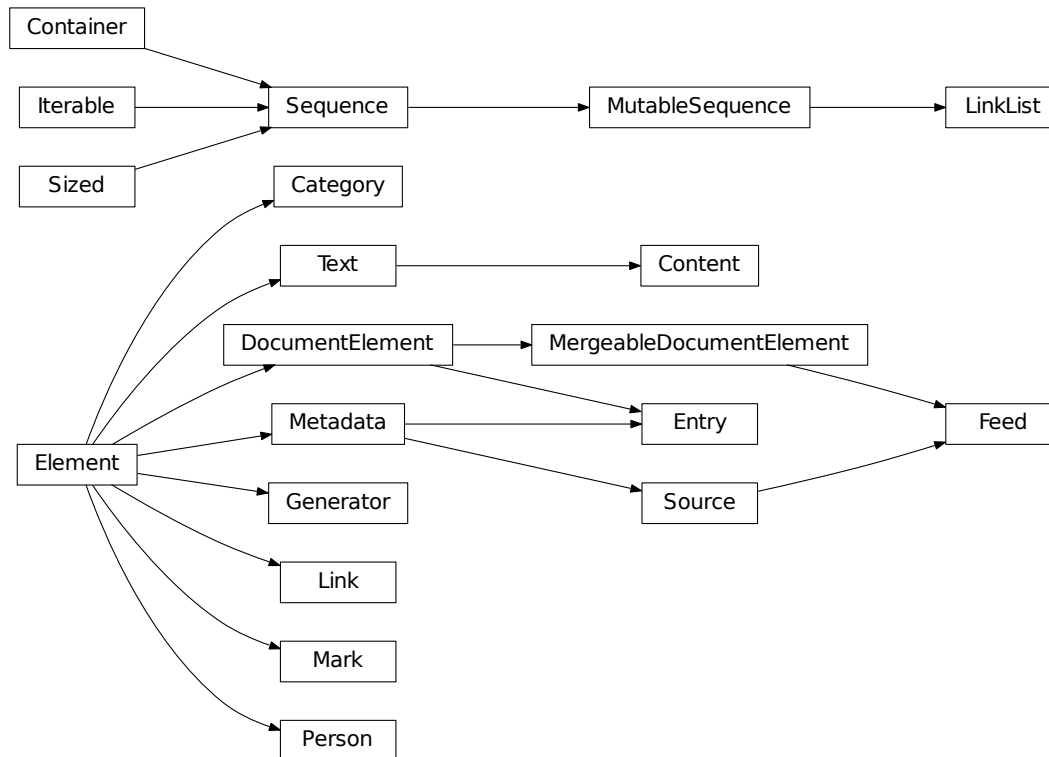 Container
Iterable
Sequence
MutableSequence
LinkList
Sized
Category
Text
Content
DocumentElement
MergeableDocumentElement
Metadata
Entry
Feed
Element
Generator
Source
Link
Mark
Person